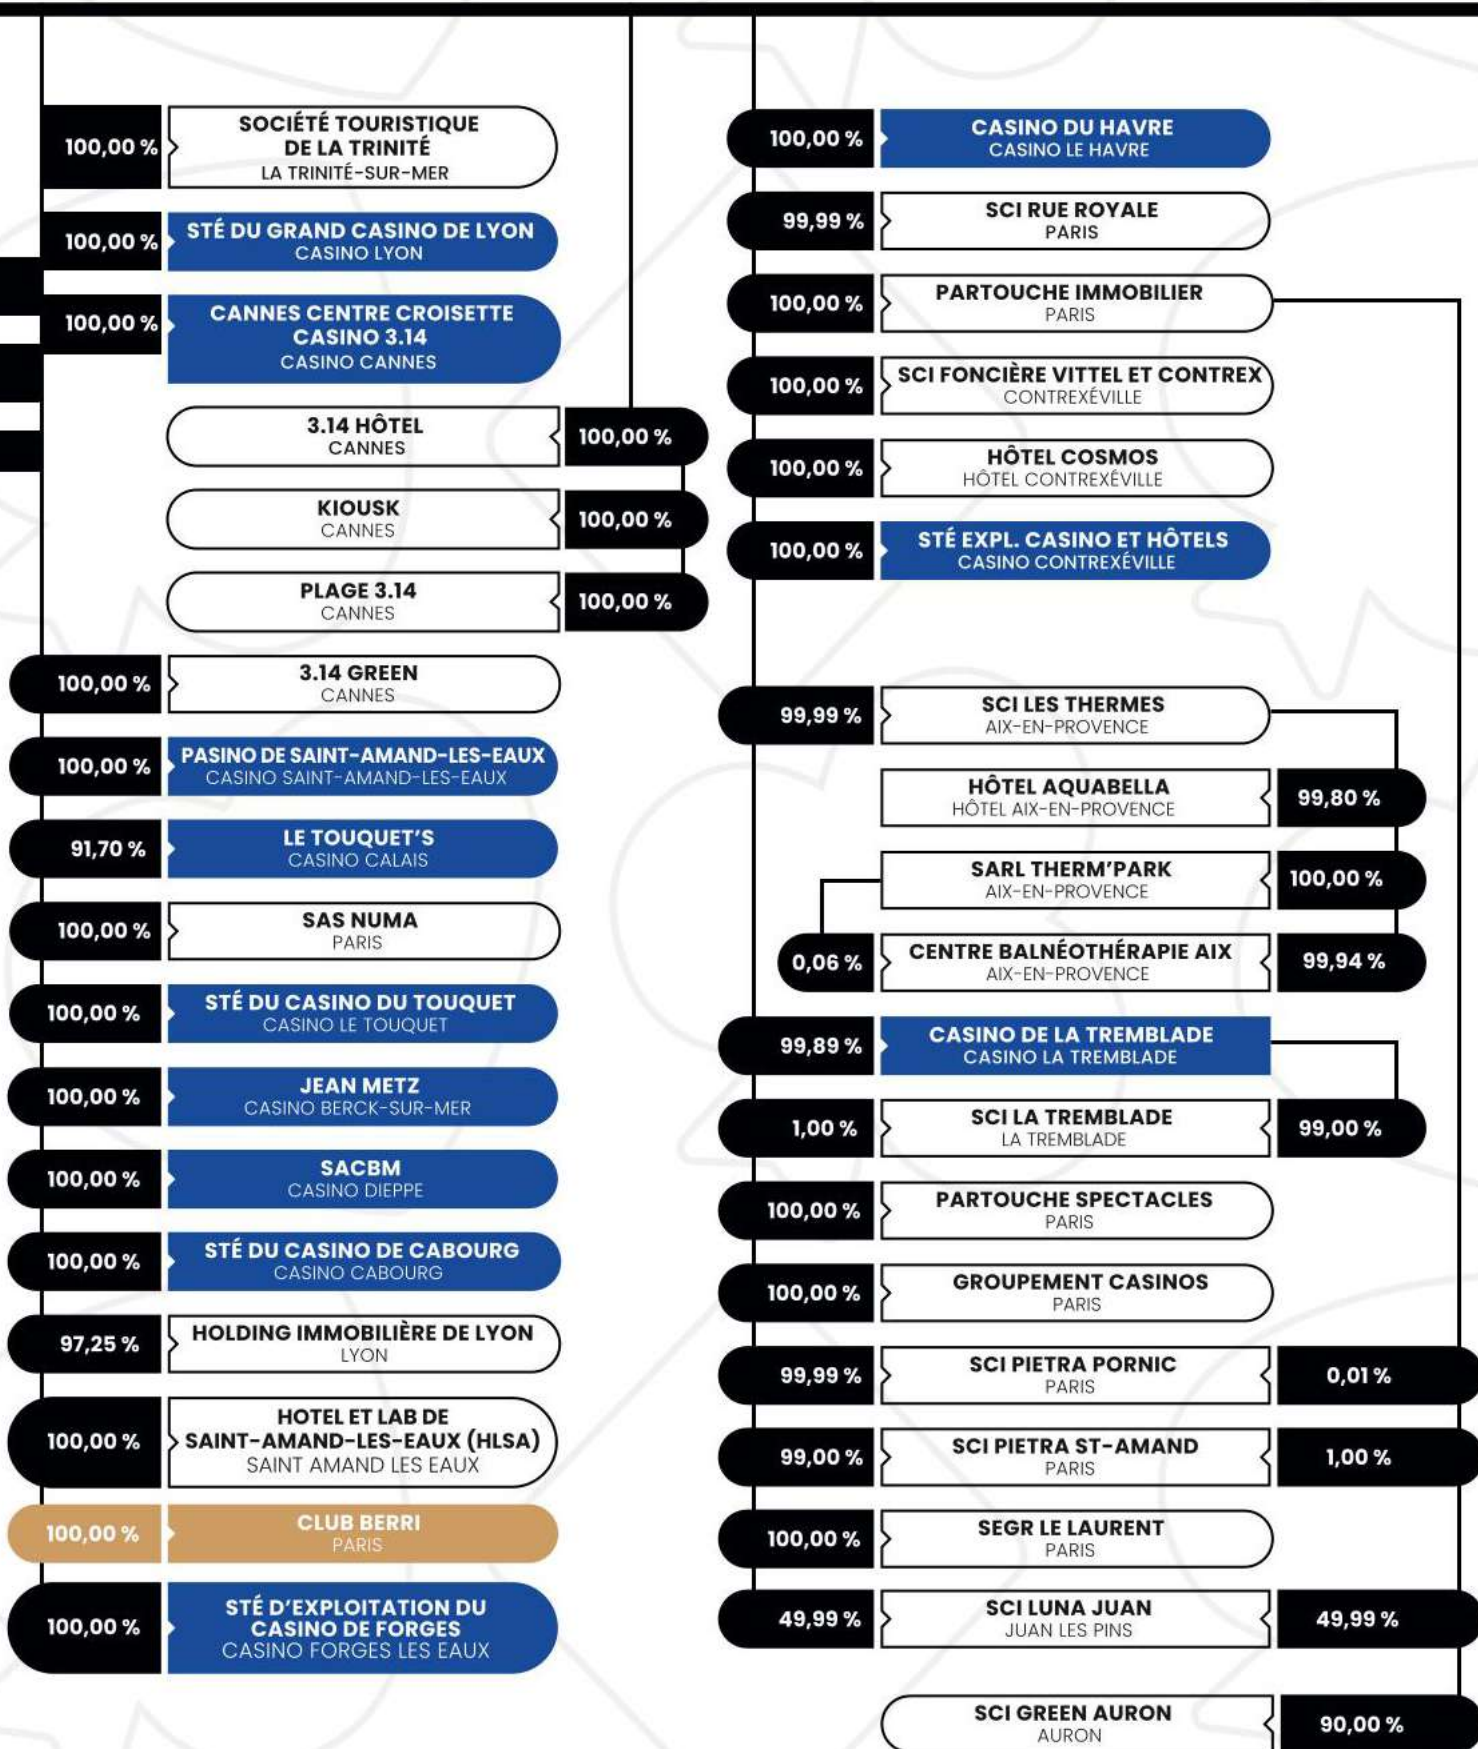 100,00 %
SOCIÉTÉ TOURISTIQUE
DE LA TRINITÉ
LA TRINITÉ-SUR-MER
100,00 %
STÉ DU GRAND CASINO DE LYON
CASINO LYON
100,00 %
CANNES CENTRE CROISETTE
CASINO 3.14
CASINO CANNES
3.14 HÔTEL
CANNES
100,00 %
KIOUSK
CANNES
100,00 %
PLAGE 3.14
CANNES
100,00 %
100,00 %
3.14 GREEN
CANNES
100,00 %
PASINO DE SAINT-AMAND-LES-EAUX
CASINO SAINT-AMAND-LES-EAUX
91,70 %
LE TOUQUET'S
CASINO CALAIS
100,00 %
SAS NUMA
PARIS
100,00 %
STÉ DU CASINO DU TOUQUET
CASINO LE TOUQUET
100,00 %
JEAN METZ
CASINO BERCK-SUR-MER
100,00 %
SACBM
CASINO DIEPPE
100,00 %
STÉ DU CASINO DE CABOURG
CASINO CABOURG
97,25 %
HOLDING IMMOBILIÈRE DE LYON
LYON
100,00 %
HOTEL ET LAB DE
SAINT-AMAND-LES-EAUX (HLSA)
SAINT AMAND LES EAUX
100,00 %
CLUB BERRI
PARIS
100,00 %
STÉ D'EXPLOITATION DU
CASINO DE FORGES
CASINO FORGES LES EAUX
100,00 %
CASINO DU HAVRE
CASINO LE HAVRE
99,99 %
SCI RUE ROYALE
PARIS
100,00 %
PARTOUCHE IMMOBILIER
PARIS
100,00 %
SCI FONCIÈRE VITTEL ET CONTREX
CONTREXÉVILLE
100,00 %
HÔTEL COSMOS
HÔTEL CONTREXÉVILLE
100,00 %
STÉ EXPL. CASINO ET HÔTELS
CASINO CONTREXÉVILLE
99,99 %
SCI LES THERMES
AIX-EN-PROVENCE
HÔTEL AQUABELLA
HÔTEL AIX-EN-PROVENCE
99,80 %
SARL THERM'PARK
AIX-EN-PROVENCE
100,00 %
0,06 %
CENTRE BALNÉOTHÉRAPIE AIX
AIX-EN-PROVENCE
99,94 %
99,89 %
CASINO DE LA TREMBLADE
CASINO LA TREMBLADE
1,00 %
SCI LA TREMBLADE
LA TREMBLADE
99,00 %
100,00 %
PARTOUCHE SPECTACLES
PARIS
100,00 %
GROUPEMENT CASINOS
PARIS
99,99 %
SCI PIETRA PORNIC
PARIS
0,01 %
99,00 %
SCI PIETRA ST-AMAND
PARIS
1,00 %
100,00 %
SEGR LE LAURENT
PARIS
49,99 %
SCI LUNA JUAN
JUAN LES PINS
49,99 %
SCI GREEN AURON
AURON
90,00 %